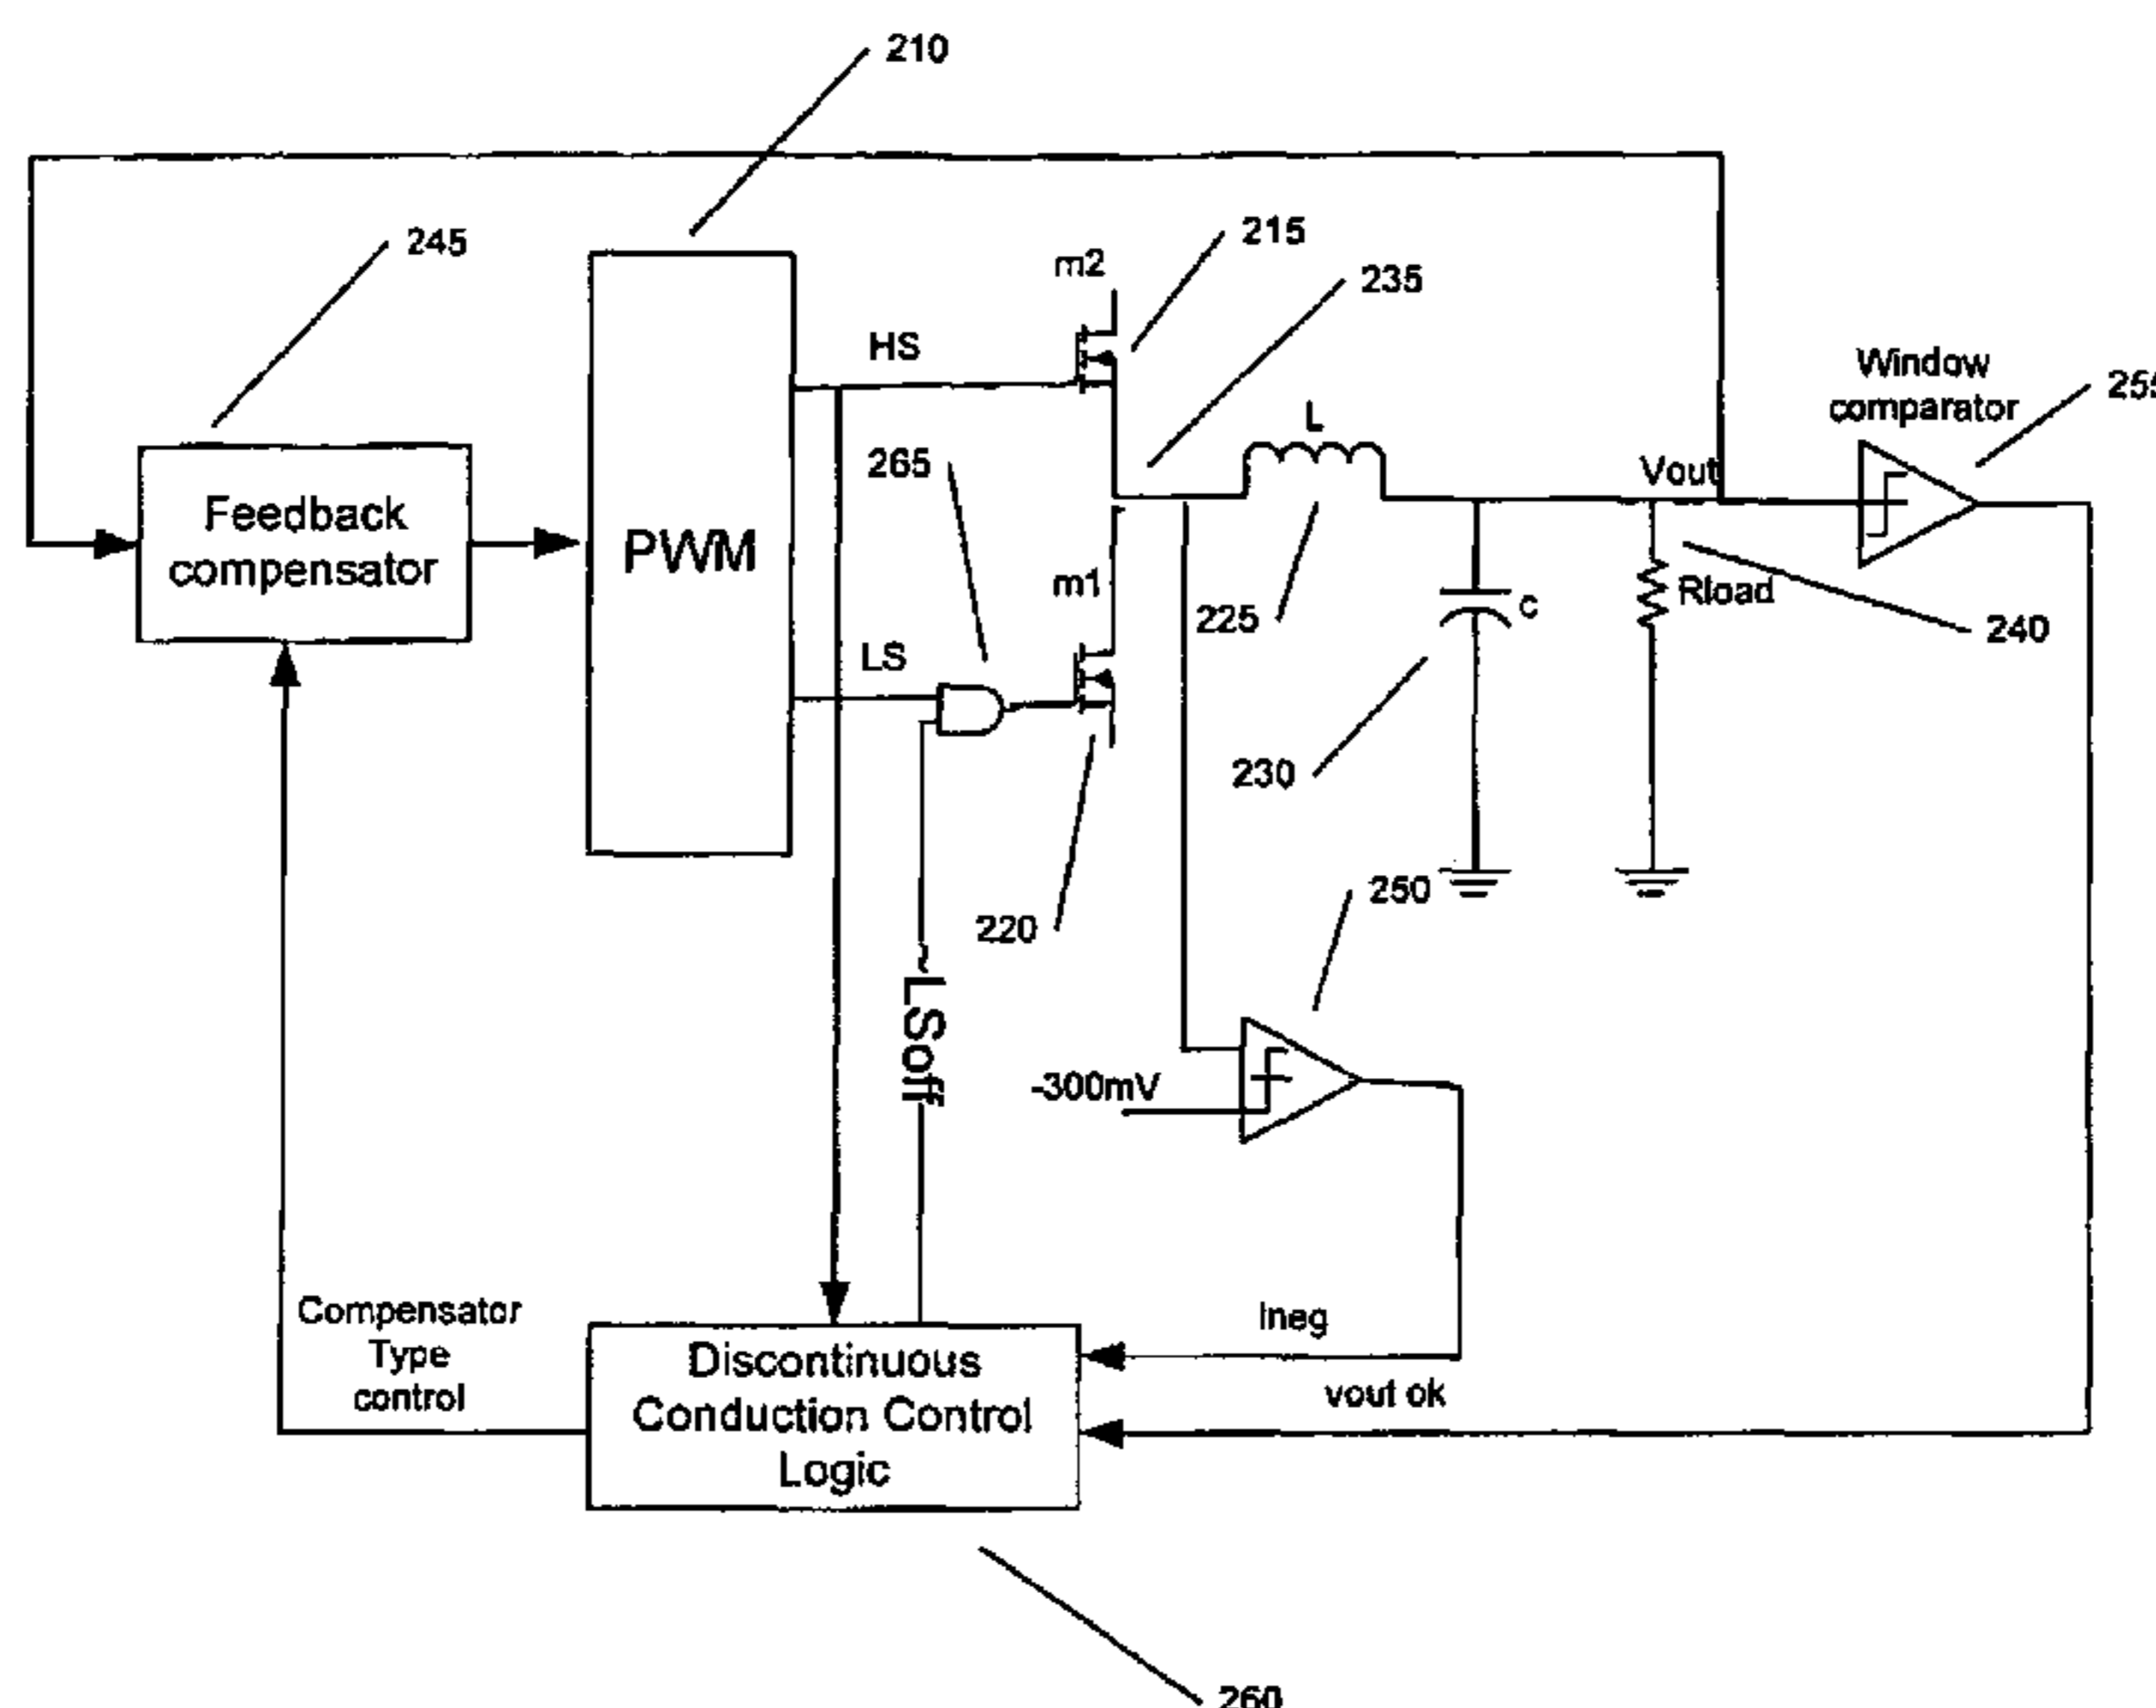 210
245
215
m2
235
HS
Window
comparator
L
265
Vout
Feedback
compensator
PWM
m1
Rload
C
225
240
LS
230
250
220
~LSoff
-300mV
Compensator
Type
control
Ineg
Discontinuous
Conduction Control
Logic
vout ok
260